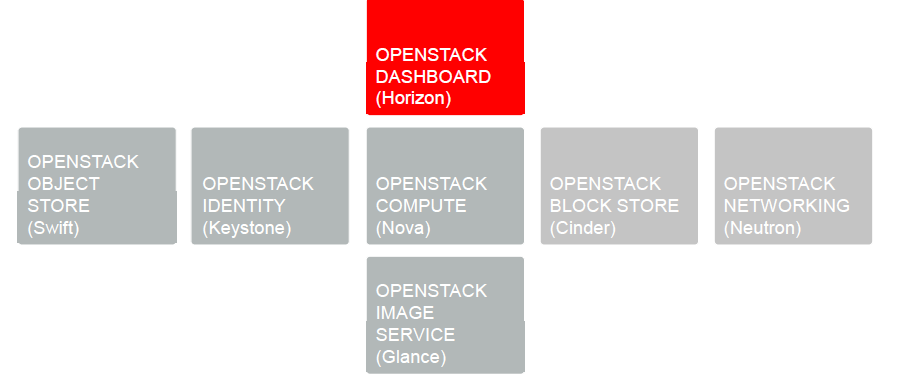 OPENSTACK
DASHBOARD
(Horizon)
OPENSTACK
OBJECT
STORE
(Swift)
OPENSTACK
IDENTITY
(Keystone)
OPENSTACK
COMPUTE
(Nova)
OPENSTACK
BLOCK STORE
(Cinder)
OPENSTACK
NETWORKING
(Neutron)
OPENSTACK
IMAGE
SERVICE
(Glance)